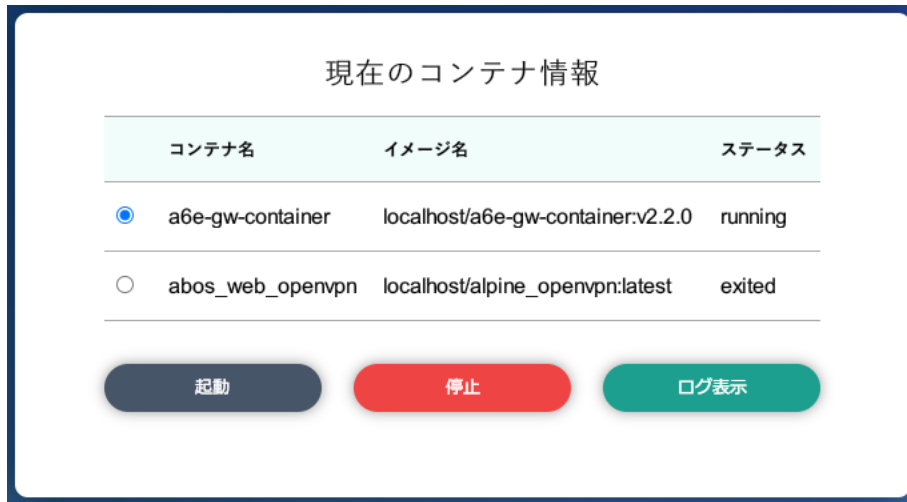 現在のコンテナ情報
コンテナ名 イメージ名 ステータス
a6e-gw-container localhost/a6e-gw-container:v2.2.0 running
abos_web_openvpn localhost/alpine_openvpn:latest exited
起動 停止 ログ表示